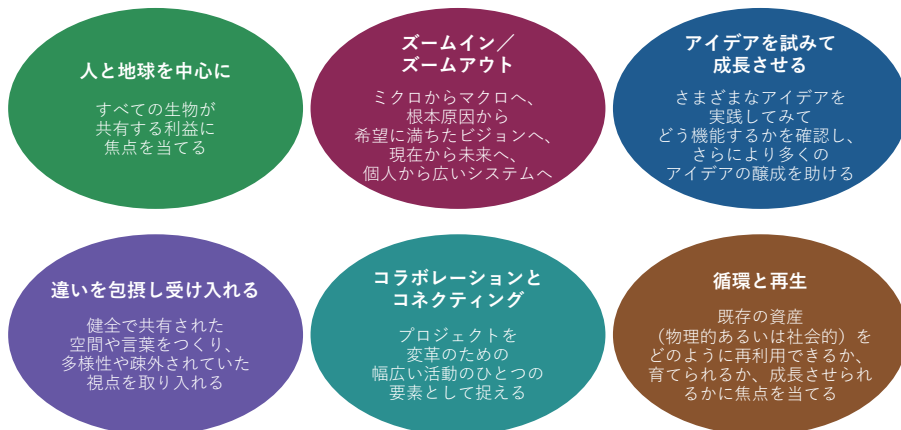 人と地球を中心に
すべての生物が
共有する利益に
焦点を当てる
ズームイン／
ズームアウト
ミクロからマクロへ、
根本原因から
希望に満ちたビジョンへ、
現在から未来へ、
個人から広いシステムへ
アイデアを試みて
成長させる
さまざまなアイデアを
実践してみて
どう機能するかを確認し、
さらにより多くの
アイデアの醸成を助ける
違いを包摂し受け入れる
健全で共有された
空間や言葉をつくり、
多様性や疎外されていた
視点を取り入れる
コラボレーションと
コネクティング
プロジェクトを
変革のための
幅広い活動のひとつの
要素として捉える
循環と再生
既存の資産
（物理的あるいは社会的）を
どのように再利用できるか、
育てられるか、成長させられ
るかに焦点を当てる